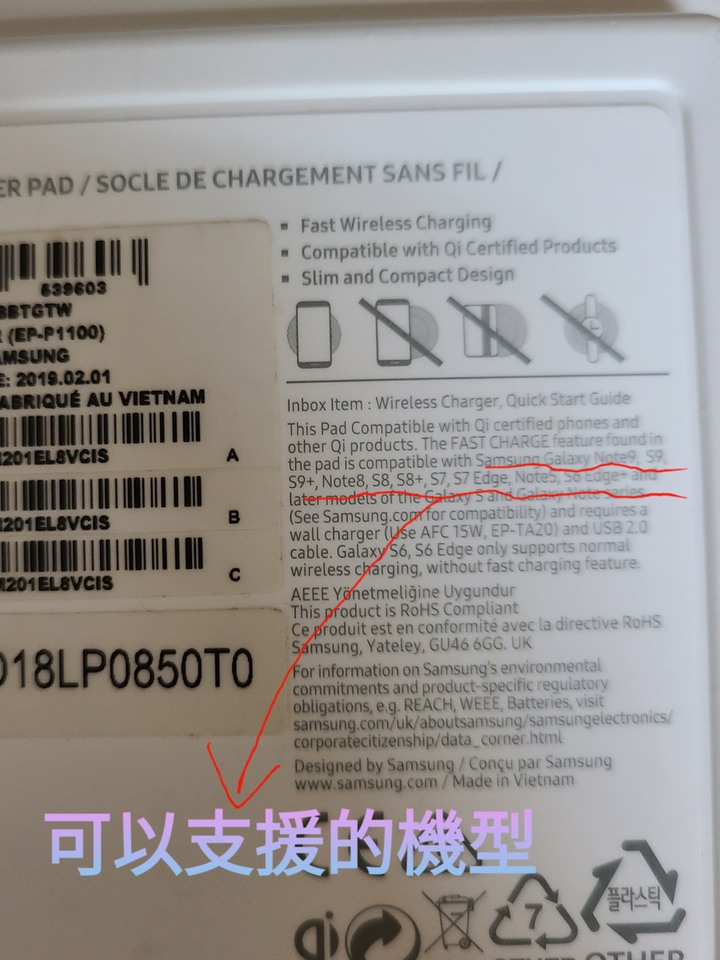 ER PAD / SOCLE DE CHARGEMENT SANS FIL /
▪ Fast Wireless Charging
▪ Compatible with Qi Certified Products
▪ Slim and Compact Design
639603
BBTGTW
(EP-P1100)
AMSUNG
E: 2019.02.01
ABRIQUÉ AU VIETNAM
201EL8VCIS
A
201EL8VCIS
B
201EL8VCIS
C
D18LP0850T0
Inbox Item : Wireless Charger, Quick Start Guide
This Pad Compatible with Qi certified phones and
other Qi products. The FAST CHARGE feature found in
the pad is compatible with Samsung Galaxy Note9, S9,
S9+, Note8, S8, S8+, S7, S7 Edge, Note5, S6 Edge+ and
later models of the Galaxy S and Galaxy Note series
(See Samsung.com for compatibility) and requires a
wall charger (Use AFC 15W, EP-TA20) and USB 2.0
cable. Galaxy S6, S6 Edge only supports normal
wireless charging, without fast charging feature.
AEEE Yönetmeliğine Uygundur
This product is RoHS Compliant
Ce produit est en conformité avec la directive RoHS
Samsung, Yateley, GU46 6GG. UK
For information on Samsung's environmental
commitments and product-specific regulatory
obligations, e.g. REACH, WEEE, Batteries, visit
samsung.com/uk/aboutsamsung/samsungelectronics/
corporatecitizenship/data_corner.html
Designed by Samsung / Conçu par Samsung
www.samsung.com / Made in Vietnam
可以支援的機型
qi
7
플라스틱
OTHER OTHER